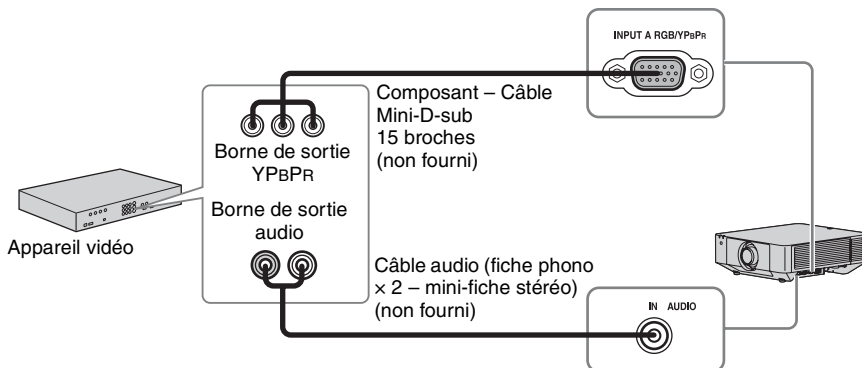 INPUT A RGB/YPBPR
Composant – Câble
Mini-D-sub
15 broches
(non fourni)
Borne de sortie
YPBPR
Borne de sortie
audio
Appareil vidéo
Câble audio (fiche phono
× 2 – mini-fiche stéréo)
(non fourni)
IN AUDIO